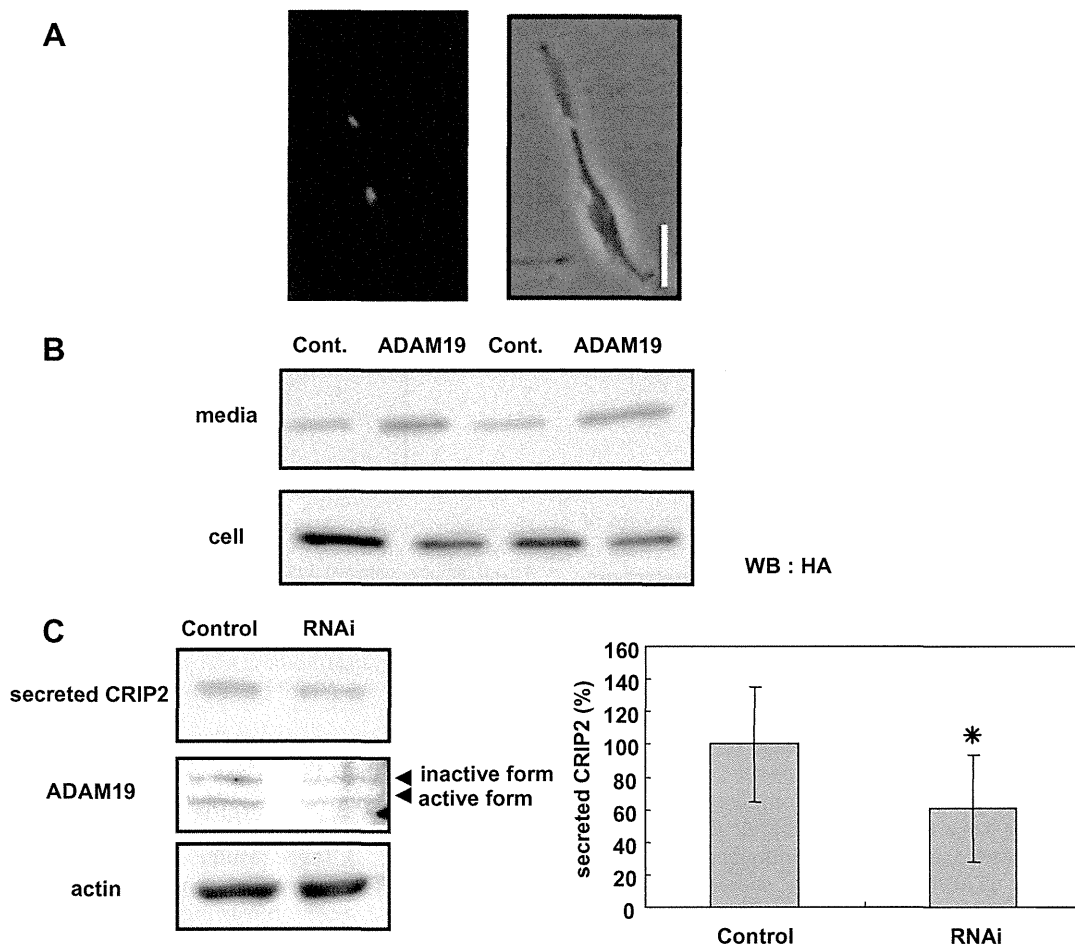 A
B
Cont. ADAM19 Cont. ADAM19
media
cell
WB : HA
C
Control RNAi
secreted CRIP2
ADAM19
inactive form
active form
actin
secreted CRIP2 (%)
160
140
120
100
80
60
40
20
0
*
Control RNAi